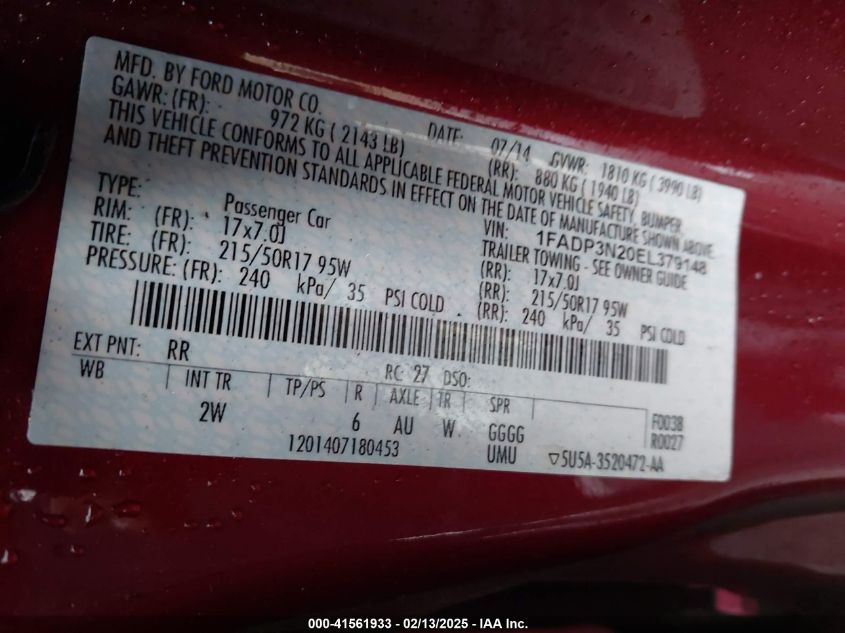 MFD. BY FORD MOTOR CO. DATE: 07/14 GVWR: 1810 KG ( 3990 LB)
GAWR: (FR): 972 KG ( 2143 LB) (RR): 880 KG ( 1940 LB)
THIS VEHICLE CONFORMS TO ALL APPLICABLE FEDERAL MOTOR VEHICLE SAFETY, BUMPER
AND THEFT PREVENTION STANDARDS IN EFFECT ON THE DATE OF MANUFACTURE SHOWN ABOVE.
VIN: 1FADP3N20EL379148
TYPE: Passenger Car TRAILER TOWING - SEE OWNER GUIDE
RIM: (FR): 17x7.0J (RR): 17x7.0J
TIRE: (FR): 215/50R17 95W (RR): 215/50R17 95W
PRESSURE: (FR): 240 kPa/ 35 PSI COLD (RR): 240 kPa/ 35 PSI COLD
EXT PNT: RR RC: 27 DSO:
WB INT TR TP/PS R AXLE TR SPR F0038
2W 6 AU W GGGG R0027
1201407180453 UMU ▽5U5A-3520472-AA
000-41561933 - 02/13/2025 - IAA Inc.